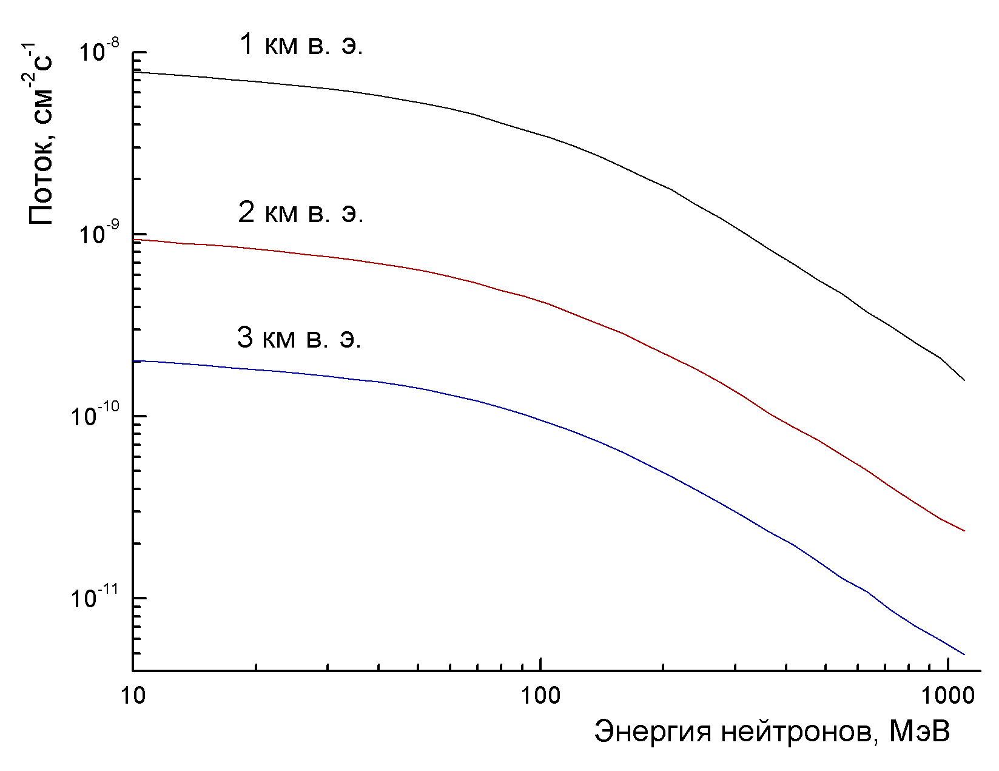 Поток, см⁻²с⁻¹
10⁻⁸
10⁻⁹
10⁻¹⁰
10⁻¹¹
1 км в. э.
2 км в. э.
3 км в. э.
10 100 1000
Энергия нейтронов, МэВ